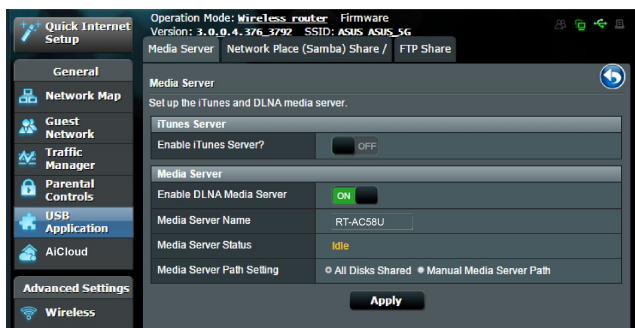 Quick Internet
Setup
Operation Mode: Wireless router Firmware
Version: 3.0.0.4.376_3792 SSID: ASUS ASUS_5G
Media Server Network Place (Samba) Share / FTP Share
General
Network Map
Guest
Network
Traffic
Manager
Parental
Controls
USB
Application
AiCloud
Advanced Settings
Wireless
Media Server
Set up the iTunes and DLNA media server.
iTunes Server
Enable iTunes Server? OFF
Media Server
Enable DLNA Media Server ON
Media Server Name RT-AC58U
Media Server Status Idle
Media Server Path Setting All Disks Shared Manual Media Server Path
Apply